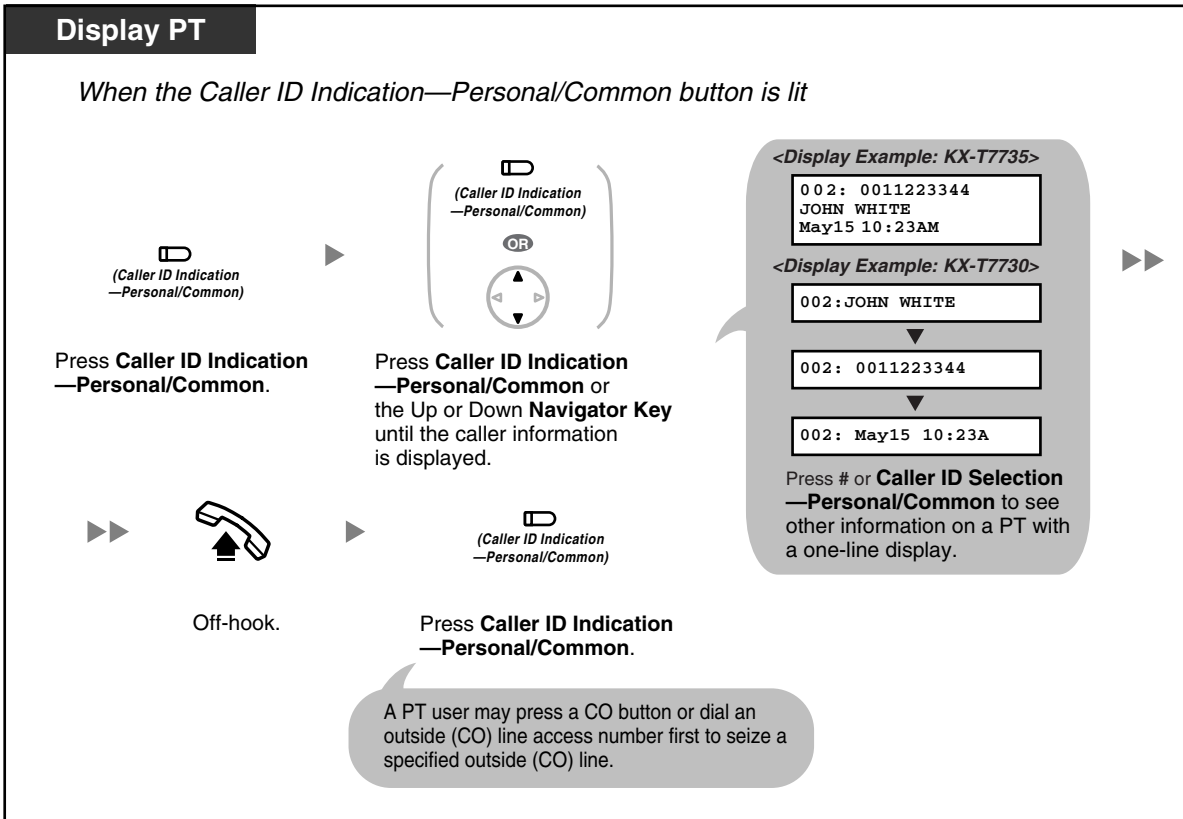 Display PT
When the Caller ID Indication—Personal/Common button is lit
(Caller ID Indication
—Personal/Common)
Press Caller ID Indication
—Personal/Common.
(Caller ID Indication
—Personal/Common)
OR
Press Caller ID Indication
—Personal/Common or
the Up or Down Navigator Key
until the caller information
is displayed.
<Display Example: KX-T7735>
002: 0011223344
JOHN WHITE
May15 10:23AM
<Display Example: KX-T7730>
002:JOHN WHITE
002: 0011223344
002: May15 10:23A
Press # or Caller ID Selection
—Personal/Common to see
other information on a PT with
a one-line display.
Off-hook.
(Caller ID Indication
—Personal/Common)
Press Caller ID Indication
—Personal/Common.
A PT user may press a CO button or dial an
outside (CO) line access number first to seize a
specified outside (CO) line.